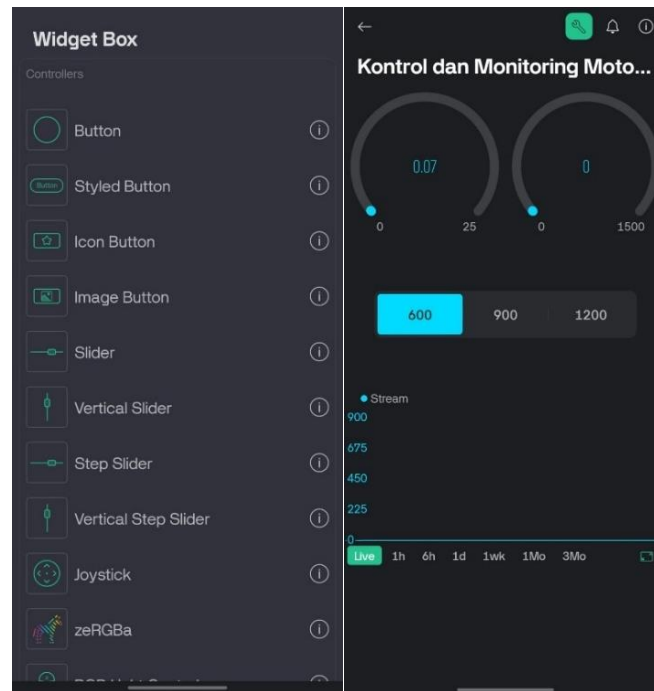 Widget Box
Controllers
Button
Button
Styled Button
Icon Button
Image Button
Slider
Vertical Slider
Step Slider
Vertical Step Slider
Joystick
zeRGBa
Kontrol dan Monitoring Moto...
0.07
0
0
25
0
1500
600
900
1200
Stream
900
675
450
225
0
Live 1h 6h 1d 1wk 1Mo 3Mo